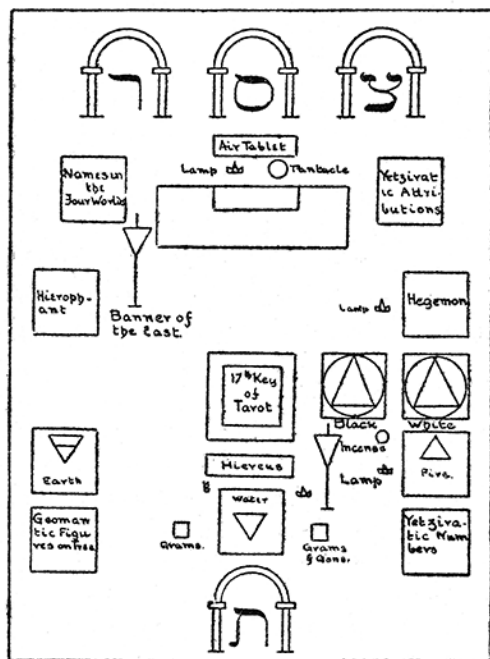 ר ס צ
Air Tablet
Lamp Pantacle
Names in
the
Four Worlds
Yetzirat
ic Attri
butions
Hieroph
ant
Banner of
the East.
Lamp
Hegemon
17th Key
of
Tarot
Black
White
Incense
Lamp
Earth
Hiereus
Water
Fire.
Geoman
tic Figu
res on tree
Grams.
Grams
& Gons.
Yetzira-
tic Num
bers
ת